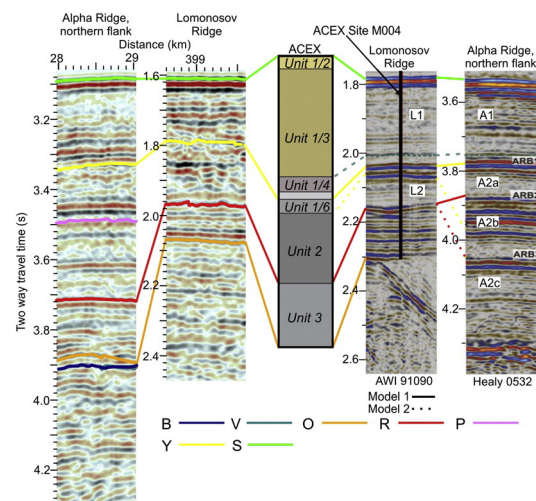 ACEX Site M004
Alpha Ridge,
northern flank
Lomonosov
Ridge
Lomonosov
Ridge
Alpha Ridge,
northern flank
Distance (km)
28 29
399
ACEX
Unit 1/2
Unit 1/3
Unit 1/4
Unit 1/6
Unit 2
Unit 3
Two way travel time (s)
3.2
3.4
3.6
3.8
4.0
4.2
1.6
1.8
2.0
2.2
2.4
1.8
2.0
2.2
2.4
2.6
L1
L2
3.6
3.8
4.0
4.2
A1
A2a
A2b
A2c
AWI 91090
Healy 0532
Model 1
Model 2
B V O R P
Y S